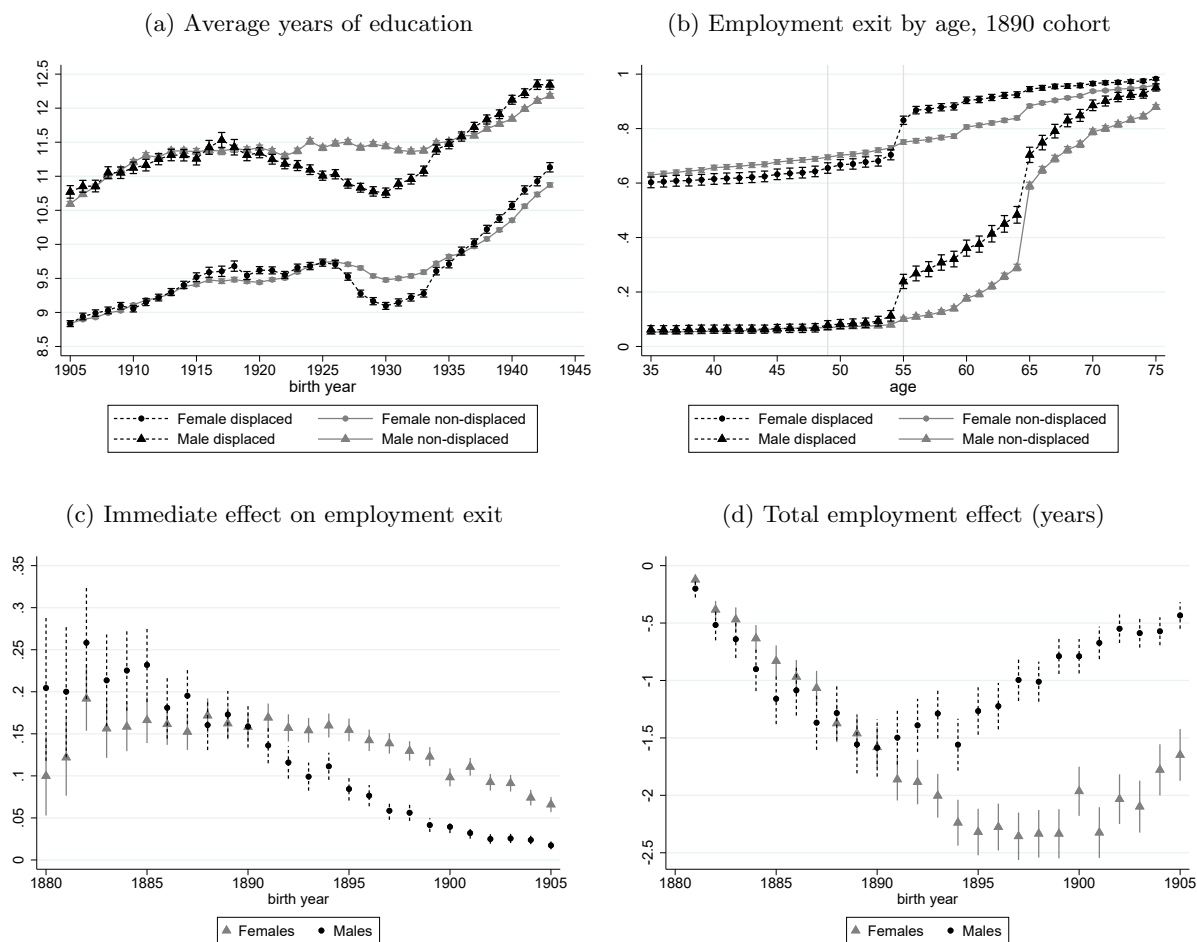 (a) Average years of education
12.5
12
11.5
11
10.5
10
9.5
9
8.5
1905 1910 1915 1920 1925 1930 1935 1940 1945
birth year
Female displaced Female non-displaced
Male displaced Male non-displaced
(b) Employment exit by age, 1890 cohort
1
.8
.6
.4
.2
0
35 40 45 50 55 60 65 70 75
age
Female displaced Female non-displaced
Male displaced Male non-displaced
(c) Immediate effect on employment exit
.35
.3
.25
.2
.15
.1
.05
0
1880 1885 1890 1895 1900 1905
birth year
Females Males
(d) Total employment effect (years)
0
-.5
-1
-1.5
-2
-2.5
1880 1885 1890 1895 1900 1905
birth year
Females Males